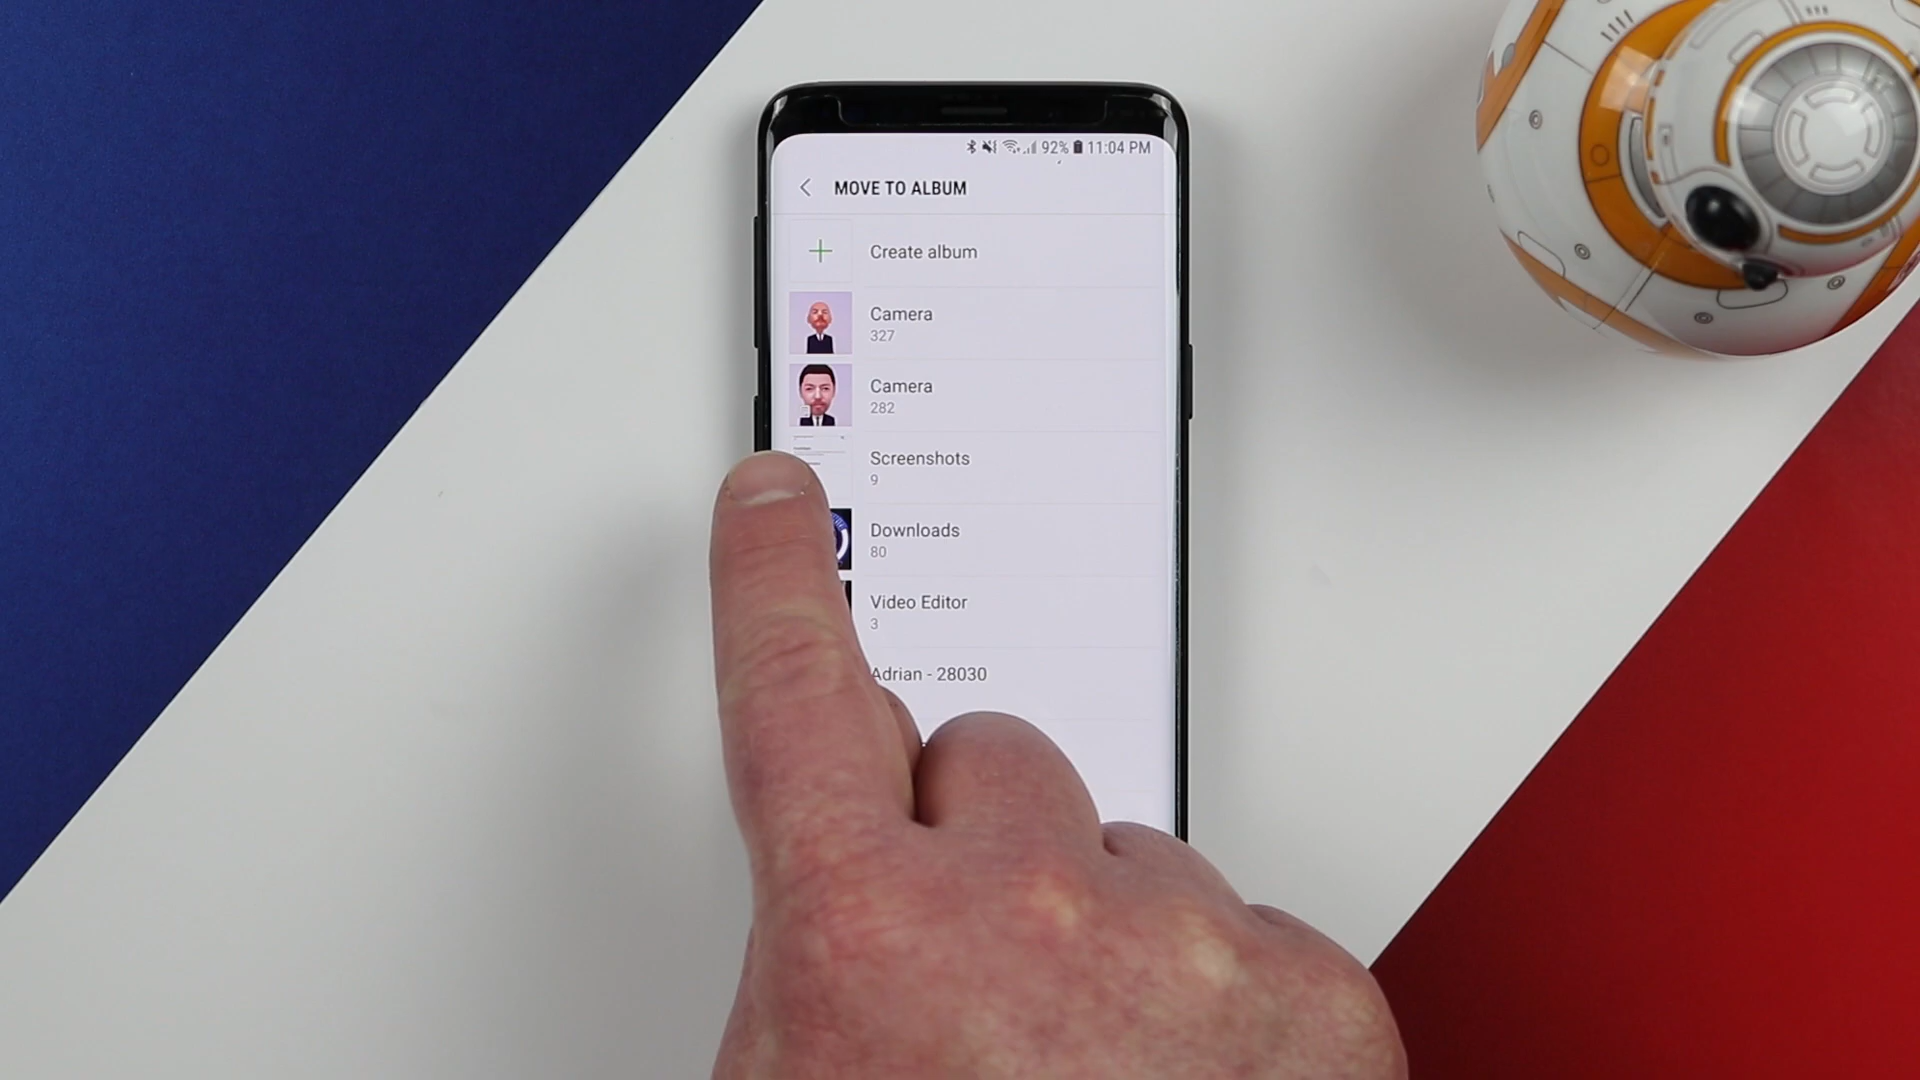 92% 11:04 PM
MOVE TO ALBUM
Create album
Camera
327
Camera
282
Screenshots
9
Downloads
80
Video Editor
3
Adrian - 28030